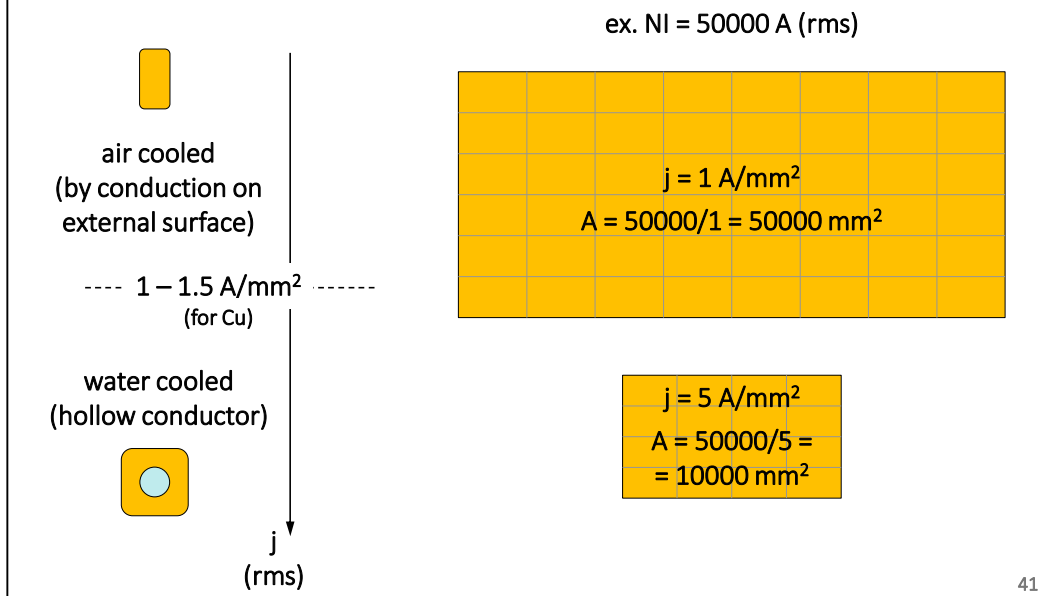 ex. NI = 50000 A (rms)
air cooled
(by conduction on
external surface)
1 – 1.5 A/mm²
(for Cu)
water cooled
(hollow conductor)
j
(rms)
j = 1 A/mm²
A = 50000/1 = 50000 mm²
j = 5 A/mm²
A = 50000/5 =
= 10000 mm²
41